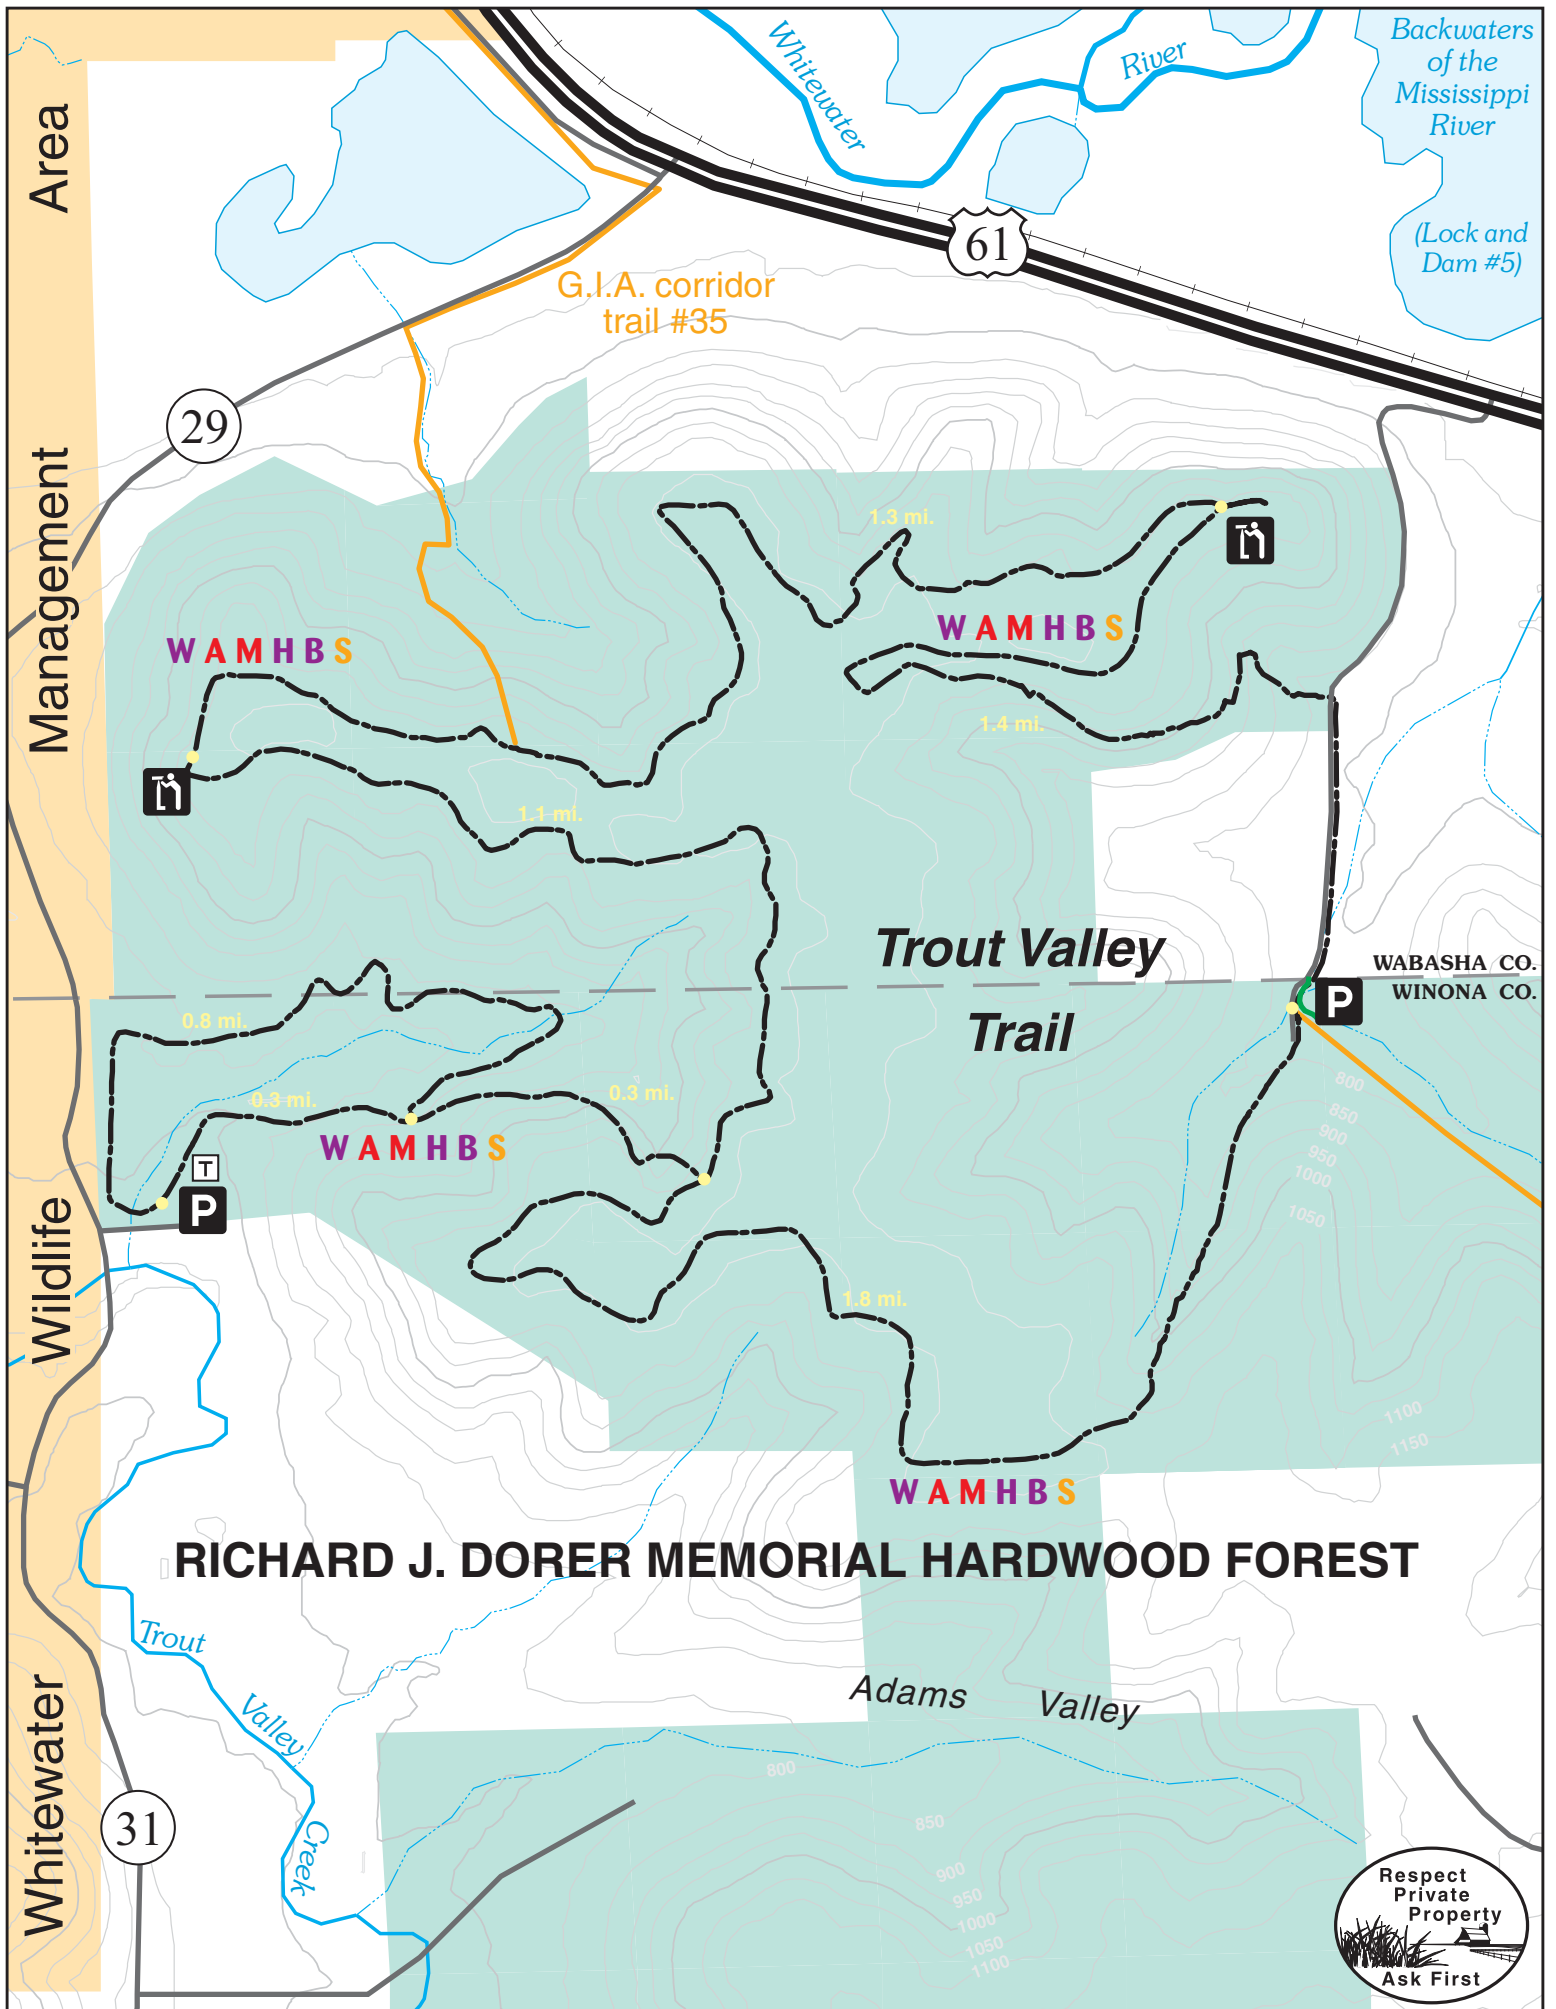 Backwaters
of the
Mississippi
River
(Lock and
Dam #5)
Whitewater
River
61
G.I.A. corridor
trail #35
29
Whitewater Wildlife Management Area
1.3 mi.
W A M H B S
W A M H B S
1.4 mi.
1.1 mi.
Trout Valley
Trail
WABASHA CO.
WINONA CO.
P
0.8 mi.
0.3 mi.
0.3 mi.
W A M H B S
T
P
800
850
900
950
1000
1050
1.8 mi.
1100
1150
W A M H B S
RICHARD J. DORER MEMORIAL HARDWOOD FOREST
Trout
Valley
Creek
Adams Valley
800
850
900
950
1000
1050
1100
31
Respect
Private
Property
Ask First